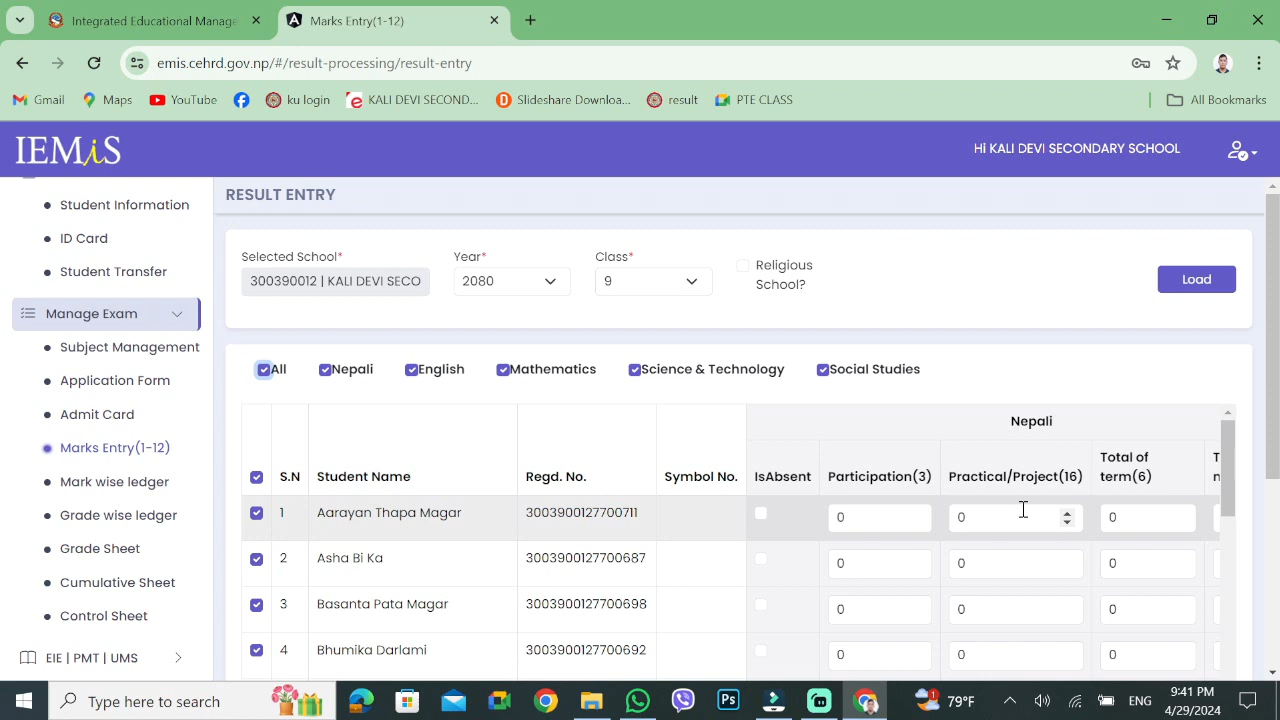 Integrated Educational Manage
Marks Entry(1-12)
emis.cehrd.gov.np/#/result-processing/result-entry
Gmail Maps YouTube ku login KALI DEVI SECOND... Slideshare Downloa... result PTE CLASS All Bookmarks
IEMiS
Hi KALI DEVI SECONDARY SCHOOL
Student Information
ID Card
Student Transfer
Manage Exam
Subject Management
Application Form
Admit Card
Marks Entry(1-12)
Mark wise ledger
Grade wise ledger
Grade Sheet
Cumulative Sheet
Control Sheet
EIE | PMT | UMS
RESULT ENTRY
Selected School* Year* Class* Religious School?
300390012 | KALI DEVI SECO 2080 9 Load
All Nepali English Mathematics Science & Technology Social Studies
Nepali
S.N Student Name Regd. No. Symbol No. IsAbsent Participation(3) Practical/Project(16) Total of term(6)
1 Aarayan Thapa Magar 3003900127700711 0 0 0
2 Asha Bi Ka 3003900127700687 0 0 0
3 Basanta Pata Magar 3003900127700698 0 0 0
4 Bhumika Darlami 3003900127700692 0 0 0
Type here to search
Ps
1
79°F
ENG
9:41 PM
4/29/2024